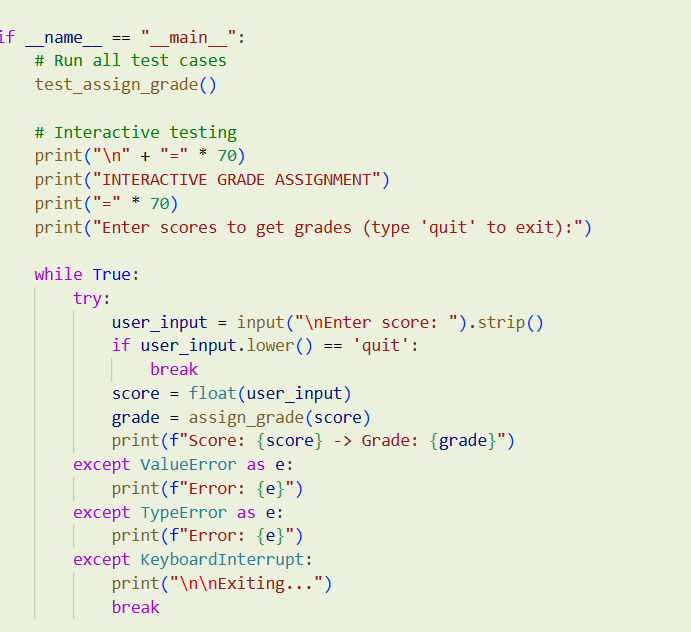 if __name__ == "__main__":
    # Run all test cases
    test_assign_grade()

    # Interactive testing
    print("\n" + "=" * 70)
    print("INTERACTIVE GRADE ASSIGNMENT")
    print("=" * 70)
    print("Enter scores to get grades (type 'quit' to exit):")

    while True:
        try:
            user_input = input("\nEnter score: ").strip()
            if user_input.lower() == 'quit':
                break
            score = float(user_input)
            grade = assign_grade(score)
            print(f"Score: {score} -> Grade: {grade}")
        except ValueError as e:
            print(f"Error: {e}")
        except TypeError as e:
            print(f"Error: {e}")
        except KeyboardInterrupt:
            print("\n\nExiting...")
            break